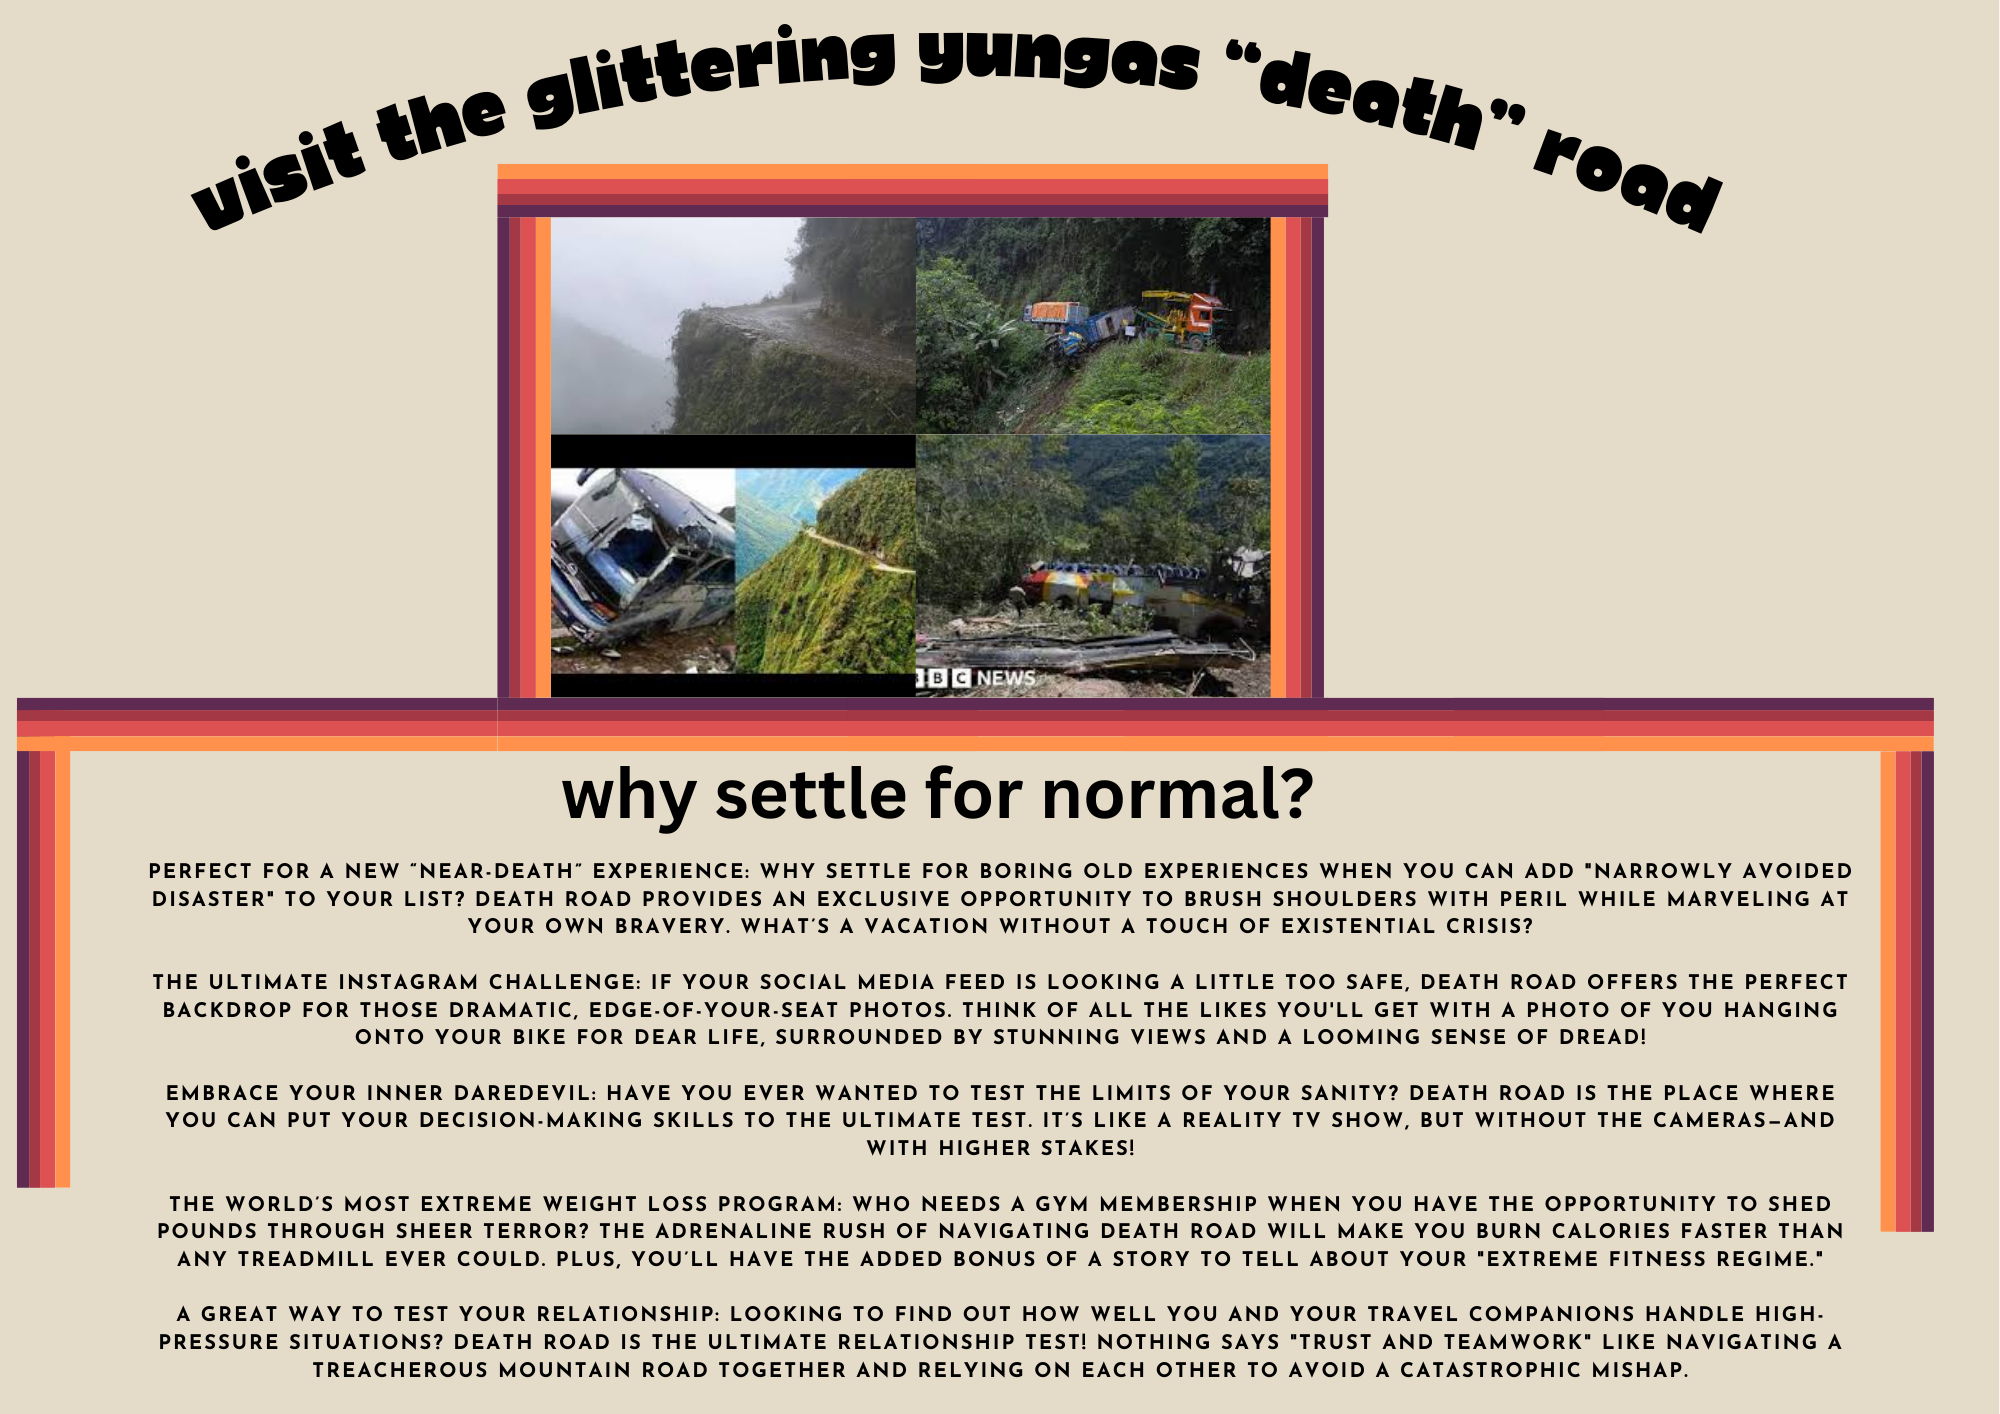 visit the glittering yungas “death” road
BBC NEWS
why settle for normal?
PERFECT FOR A NEW “NEAR-DEATH” EXPERIENCE: WHY SETTLE FOR BORING OLD EXPERIENCES WHEN YOU CAN ADD "NARROWLY AVOIDED
DISASTER" TO YOUR LIST? DEATH ROAD PROVIDES AN EXCLUSIVE OPPORTUNITY TO BRUSH SHOULDERS WITH PERIL WHILE MARVELING AT
YOUR OWN BRAVERY. WHAT’S A VACATION WITHOUT A TOUCH OF EXISTENTIAL CRISIS?
THE ULTIMATE INSTAGRAM CHALLENGE: IF YOUR SOCIAL MEDIA FEED IS LOOKING A LITTLE TOO SAFE, DEATH ROAD OFFERS THE PERFECT
BACKDROP FOR THOSE DRAMATIC, EDGE-OF-YOUR-SEAT PHOTOS. THINK OF ALL THE LIKES YOU'LL GET WITH A PHOTO OF YOU HANGING
ONTO YOUR BIKE FOR DEAR LIFE, SURROUNDED BY STUNNING VIEWS AND A LOOMING SENSE OF DREAD!
EMBRACE YOUR INNER DAREDEVIL: HAVE YOU EVER WANTED TO TEST THE LIMITS OF YOUR SANITY? DEATH ROAD IS THE PLACE WHERE
YOU CAN PUT YOUR DECISION-MAKING SKILLS TO THE ULTIMATE TEST. IT’S LIKE A REALITY TV SHOW, BUT WITHOUT THE CAMERAS—AND
WITH HIGHER STAKES!
THE WORLD’S MOST EXTREME WEIGHT LOSS PROGRAM: WHO NEEDS A GYM MEMBERSHIP WHEN YOU HAVE THE OPPORTUNITY TO SHED
POUNDS THROUGH SHEER TERROR? THE ADRENALINE RUSH OF NAVIGATING DEATH ROAD WILL MAKE YOU BURN CALORIES FASTER THAN
ANY TREADMILL EVER COULD. PLUS, YOU’LL HAVE THE ADDED BONUS OF A STORY TO TELL ABOUT YOUR "EXTREME FITNESS REGIME."
A GREAT WAY TO TEST YOUR RELATIONSHIP: LOOKING TO FIND OUT HOW WELL YOU AND YOUR TRAVEL COMPANIONS HANDLE HIGH-
PRESSURE SITUATIONS? DEATH ROAD IS THE ULTIMATE RELATIONSHIP TEST! NOTHING SAYS "TRUST AND TEAMWORK" LIKE NAVIGATING A
TREACHEROUS MOUNTAIN ROAD TOGETHER AND RELYING ON EACH OTHER TO AVOID A CATASTROPHIC MISHAP.